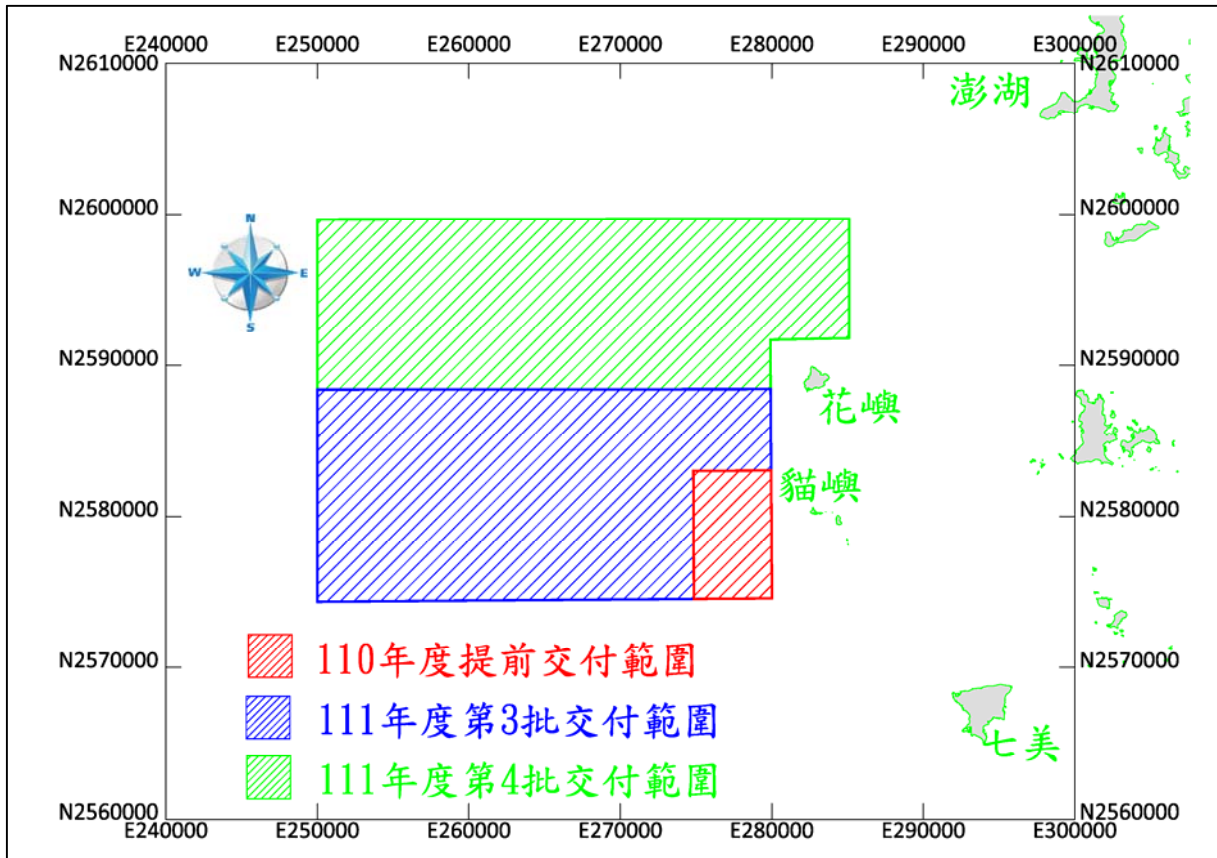 E240000 E250000 E260000 E270000 E280000 E290000 E300000
N2610000 N2610000
澎湖
N2600000 N2600000
N
W E
S
N2590000 N2590000
花嶼
貓嶼
N2580000 N2580000
N2570000 N2570000
110年度提前交付範圍
111年度第3批交付範圍
七美
111年度第4批交付範圍
N2560000 N2560000
E240000 E250000 E260000 E270000 E280000 E290000 E300000